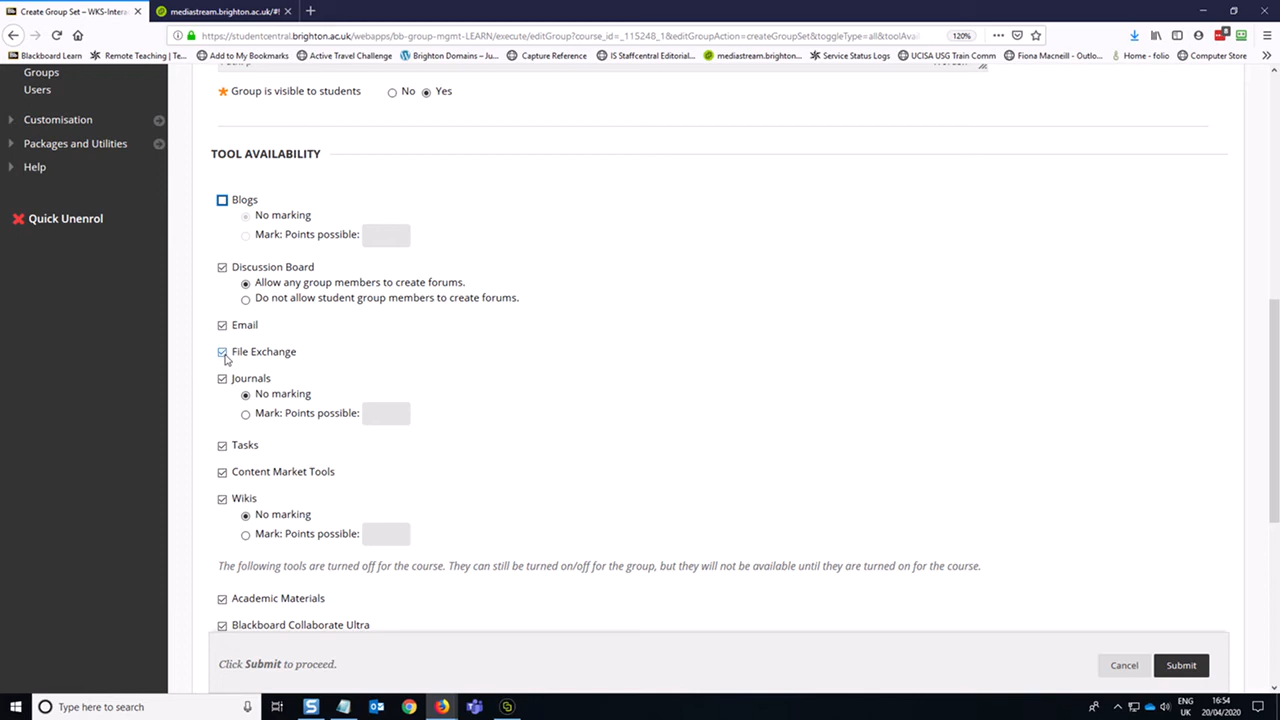 Create Group Set – WKS-Intera
mediastream.brighton.ac.uk/#!
https://studentcentral.brighton.ac.uk/webapps/bb-group-mgmt-LEARN/execute/editGroup?course_id=_115248_1&editGroupAction=createGroupSet&toggleType=all&toolAva
120%
Blackboard Learn
Remote Teaching | Te...
Add to My Bookmarks
Active Travel Challenge
Brighton Domains – Ju...
Capture Reference
IS Staffcentral Editorial...
mediastream.brighton...
Service Status Logs
UCISA USG Train Comm
Fiona Macneill - Outlo...
Home - folio
Computer Store
Groups
Users
Customisation
Packages and Utilities
Help
Quick Unenrol
Group is visible to students No Yes
TOOL AVAILABILITY
Blogs
No marking
Mark: Points possible:
Discussion Board
Allow any group members to create forums.
Do not allow student group members to create forums.
Email
File Exchange
Journals
No marking
Mark: Points possible:
Tasks
Content Market Tools
Wikis
No marking
Mark: Points possible:
The following tools are turned off for the course. They can still be turned on/off for the group, but they will not be available until they are turned on for the course.
Academic Materials
Blackboard Collaborate Ultra
Click Submit to proceed.
Cancel
Submit
Type here to search
ENG
UK
16:54
20/04/2020